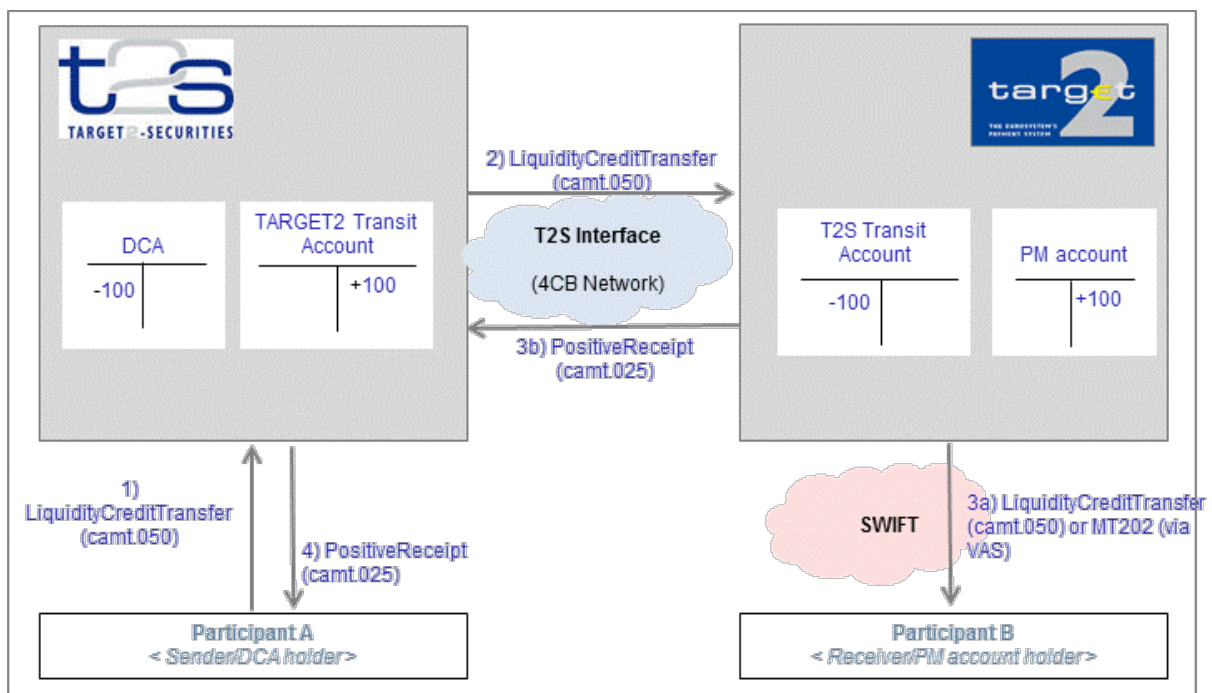 t2s
TARGET2-SECURITIES
target
2
THE EUROSYSTEM'S
PAYMENT SYSTEM
2) LiquidityCreditTransfer
(camt.050)
DCA
-100
TARGET2 Transit
Account
+100
T2S Interface
(4CB Network)
T2S Transit
Account
-100
PM account
+100
3b) PositiveReceipt
(camt.025)
1)
LiquidityCreditTransfer
(camt.050)
4) PositiveReceipt
(camt.025)
SWIFT
3a) LiquidityCreditTransfer
(camt.050) or MT202 (via
VAS)
Participant A
< Sender/DCA holder>
Participant B
< Receiver/PM account holder>